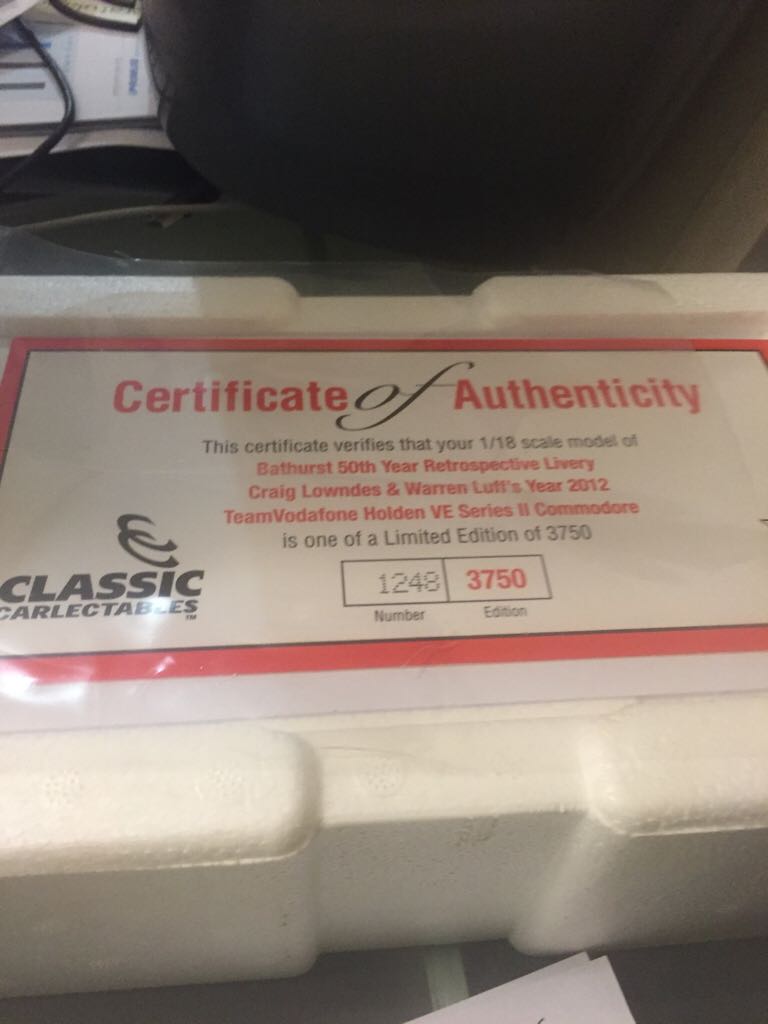 Certificate of Authenticity
This certificate verifies that your 1/18 scale model of
Bathurst 50th Year Retrospective Livery
Craig Lowndes & Warren Luff's Year 2012
TeamVodafone Holden VE Series II Commodore
is one of a Limited Edition of 3750
1248 3750
Number Edition
CLASSIC
CARLECTABLES™